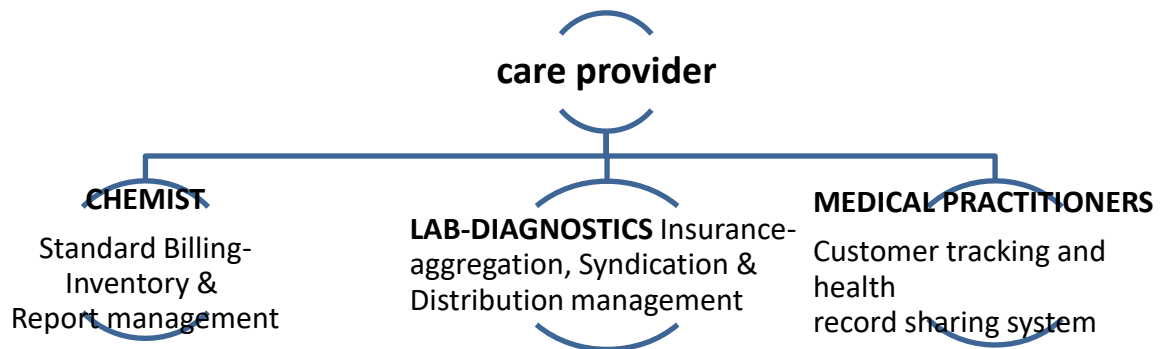 care provider
CHEMIST
Standard Billing-
Inventory &
Report management
LAB-DIAGNOSTICS Insurance-
aggregation, Syndication &
Distribution management
MEDICAL PRACTITIONERS
Customer tracking and
health
record sharing system